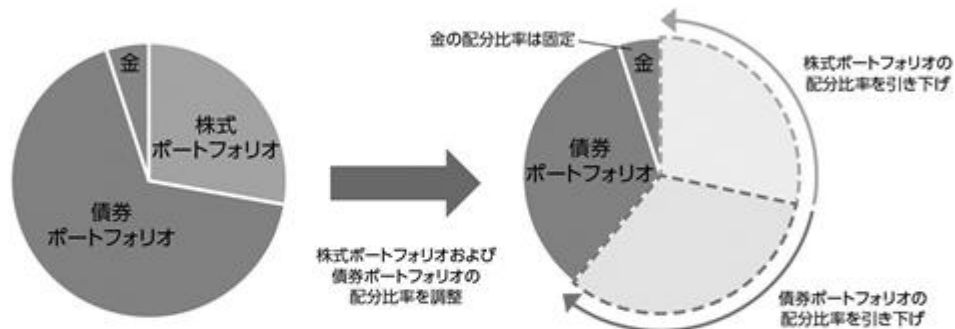 金
株式
ポートフォリオ
債券
ポートフォリオ
株式ポートフォリオおよび
債券ポートフォリオの
配分比率を調整
金の配分比率は固定
金
債券
ポートフォリオ
株式ポートフォリオの
配分比率を引き下げ
債券ポートフォリオの
配分比率を引き下げ